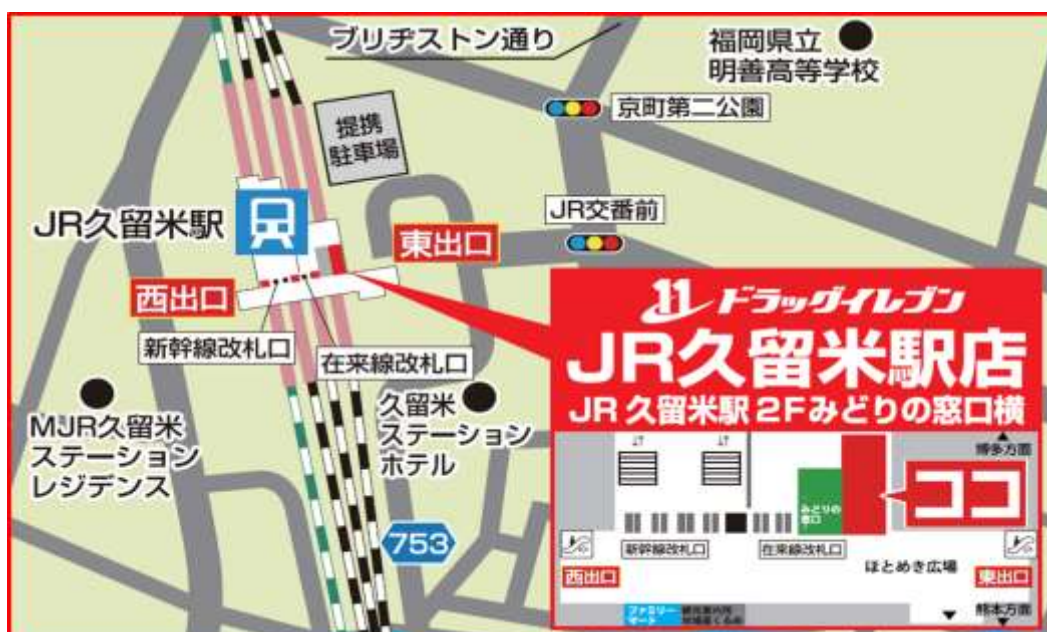 ブリヂストン通り
福岡県立
明善高等学校
京町第二公園
提携
駐車場
JR交番前
JR久留米駅
東出口
西出口
新幹線改札口
在来線改札口
MJR久留米
ステーション
レジデンス
久留米
ステーション
ホテル
753
11 ドラッグイレブン
JR久留米駅店
JR 久留米駅 2Fみどりの窓口横
博多方面
ココ
みどりの
窓口
新幹線改札口
在来線改札口
ほとめき広場
西出口
東出口
ファミリー
マート
熊本方面